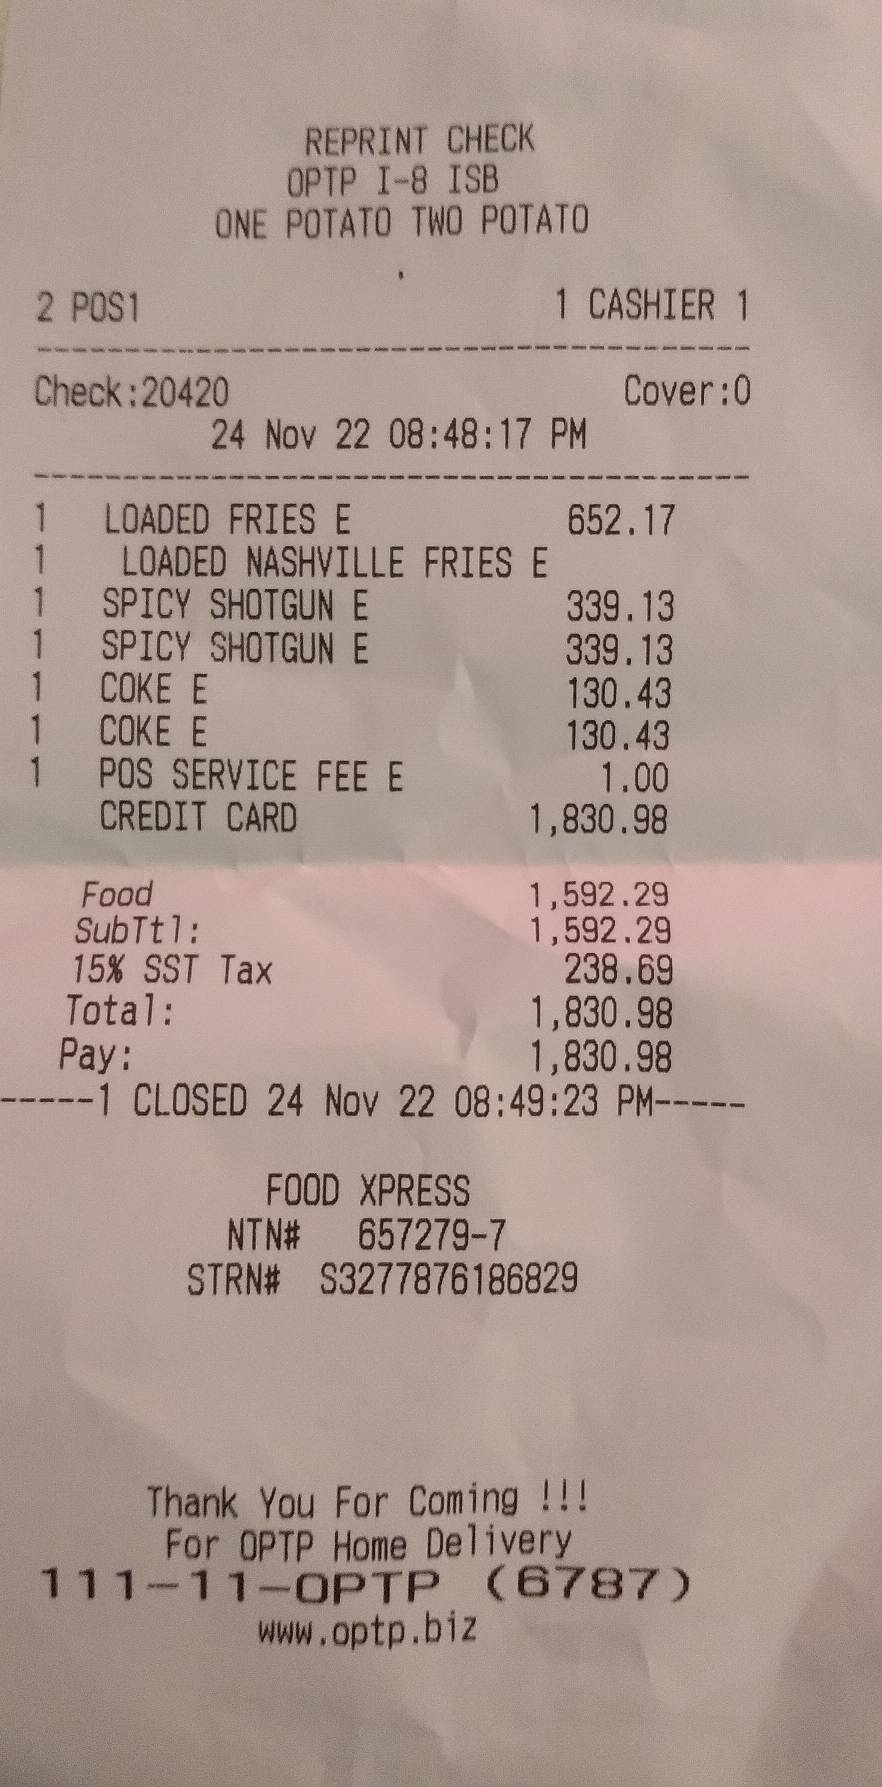 REPRINT CHECK
OPTP I-8 ISB
ONE POTATO TWO POTATO
2 POS1 1 CASHIER 1
----------------------------------------
Check:20420 Cover:0
24 Nov 22 08:48:17 PM
----------------------------------------
1 LOADED FRIES E 652.17
1 LOADED NASHVILLE FRIES E
1 SPICY SHOTGUN E 339.13
1 SPICY SHOTGUN E 339.13
1 COKE E 130.43
1 COKE E 130.43
1 POS SERVICE FEE E 1.00
CREDIT CARD 1,830.98
Food 1,592.29
SubTtl: 1,592.29
15% SST Tax 238.69
Total: 1,830.98
Pay: 1,830.98
-----1 CLOSED 24 Nov 22 08:49:23 PM-----
FOOD XPRESS
NTN# 657279-7
STRN# S3277876186829
Thank You For Coming !!!
For OPTP Home Delivery
111-11-OPTP (6787)
www.optp.biz